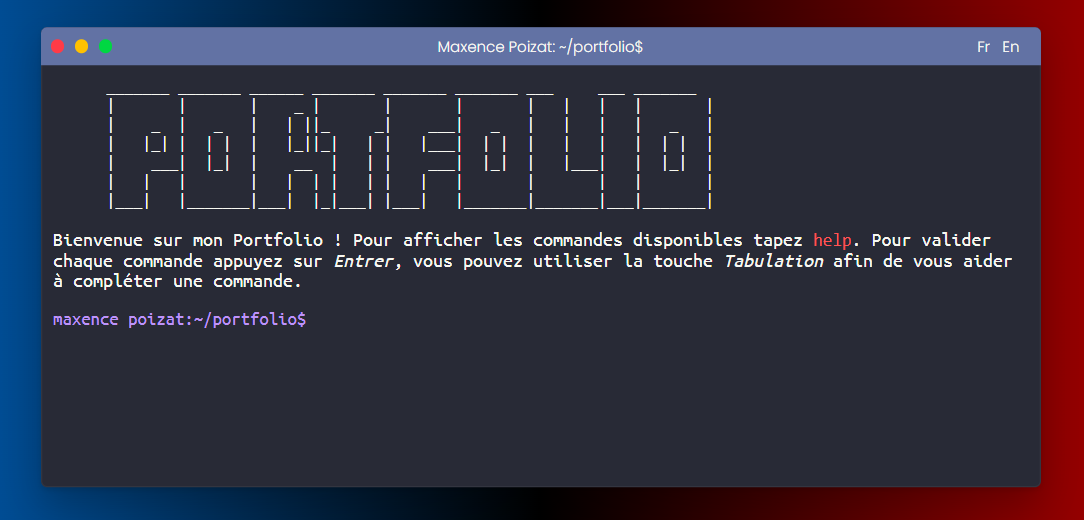 Maxence Poizat: ~/portfolio$
Fr En
PORTFOLIO
Bienvenue sur mon Portfolio ! Pour afficher les commandes disponibles tapez help. Pour valider
chaque commande appuyez sur Entrer, vous pouvez utiliser la touche Tabulation afin de vous aider
à compléter une commande.
maxence poizat:~/portfolio$